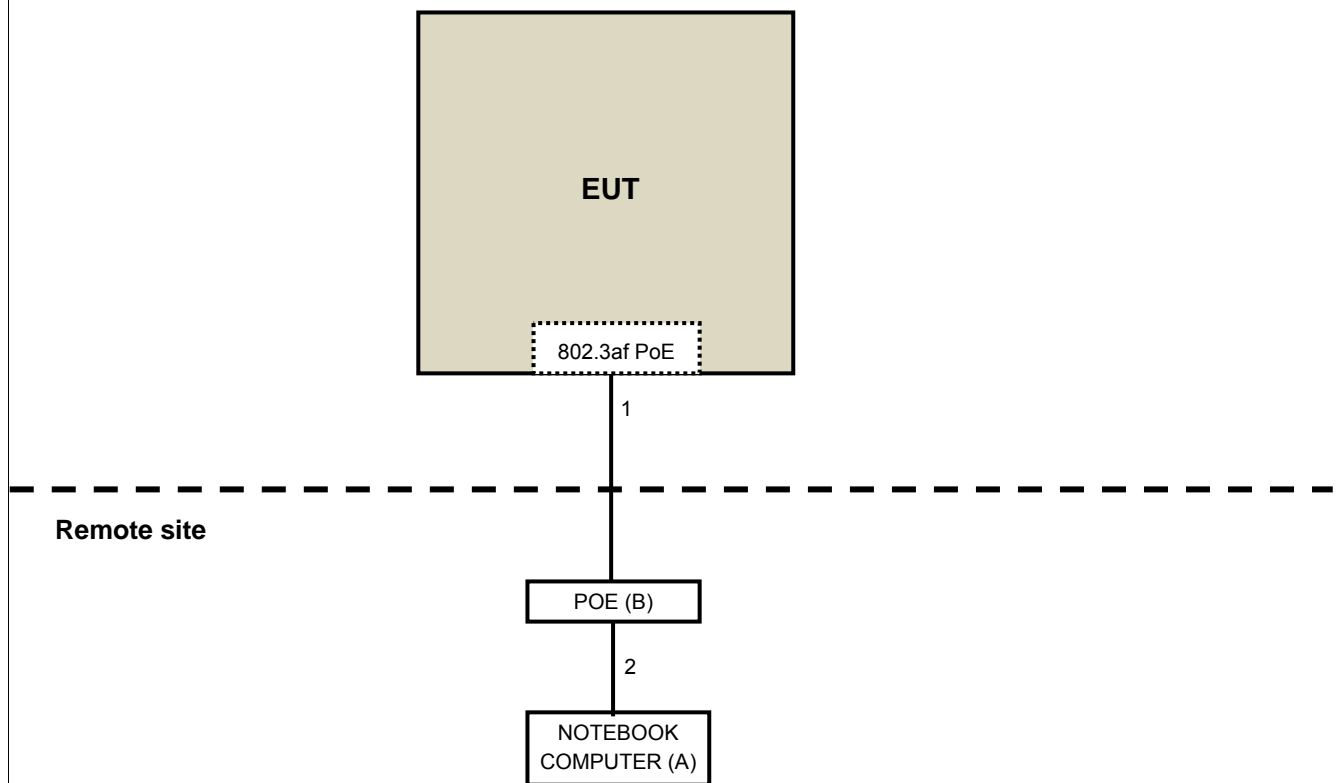 EUT
802.3af PoE
1
Remote site
POE (B)
2
NOTEBOOK
COMPUTER (A)